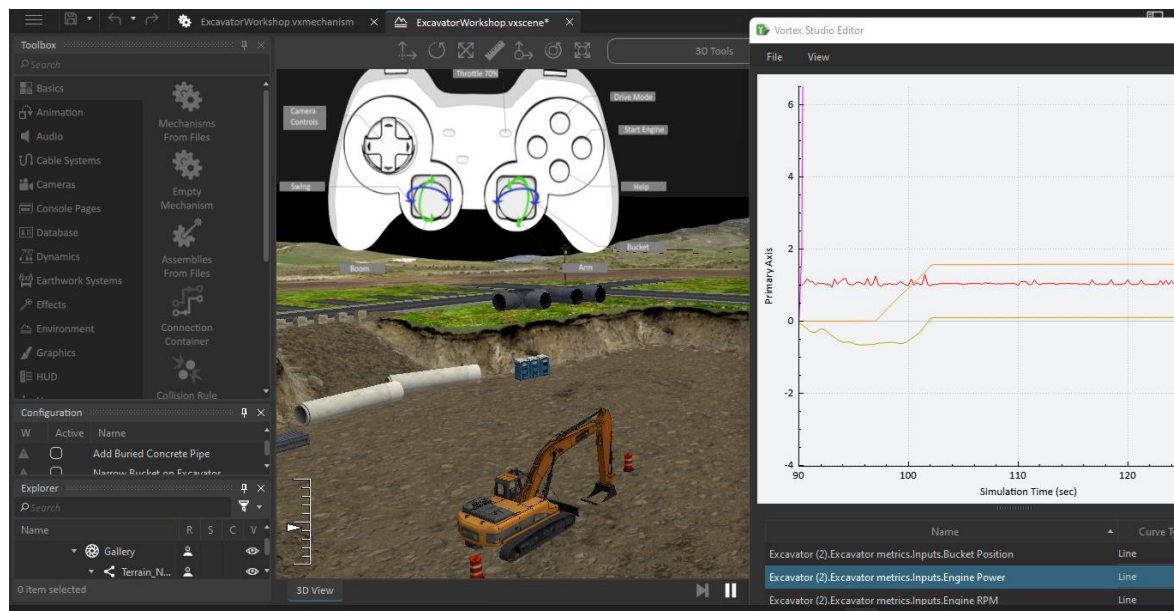 ExcavatorWorkshop.vxmechanism
ExcavatorWorkshop.vxscene*
Toolbox
Search
Basics
Animation
Audio
Cable Systems
Cameras
Console Pages
Database
Dynamics
Earthwork Systems
Effects
Environment
Graphics
HUD
Mechanisms
From Files
Empty
Mechanism
Assemblies
From Files
Connection
Container
Collision Rule
Configuration
W Active Name
Add Buried Concrete Pipe
Narrow Bucket on Excavator
Explorer
Search
Name R S C V
Gallery
Terrain_N...
0 item selected
3D Tools
Throttle 70%
Camera
Controls
Drive Mode
Start Engine
Swing
Help
Bucket
Boom
Arm
3D View
Vortex Studio Editor
File View
Primary Axis
6
4
2
0
-2
-4
90 100 110 120
Simulation Time (sec)
Name Curve Ty
Excavator (2).Excavator metrics.Inputs.Bucket Position Line
Excavator (2).Excavator metrics.Inputs.Engine Power Line
Excavator (2).Excavator metrics.Inputs.Engine RPM Line